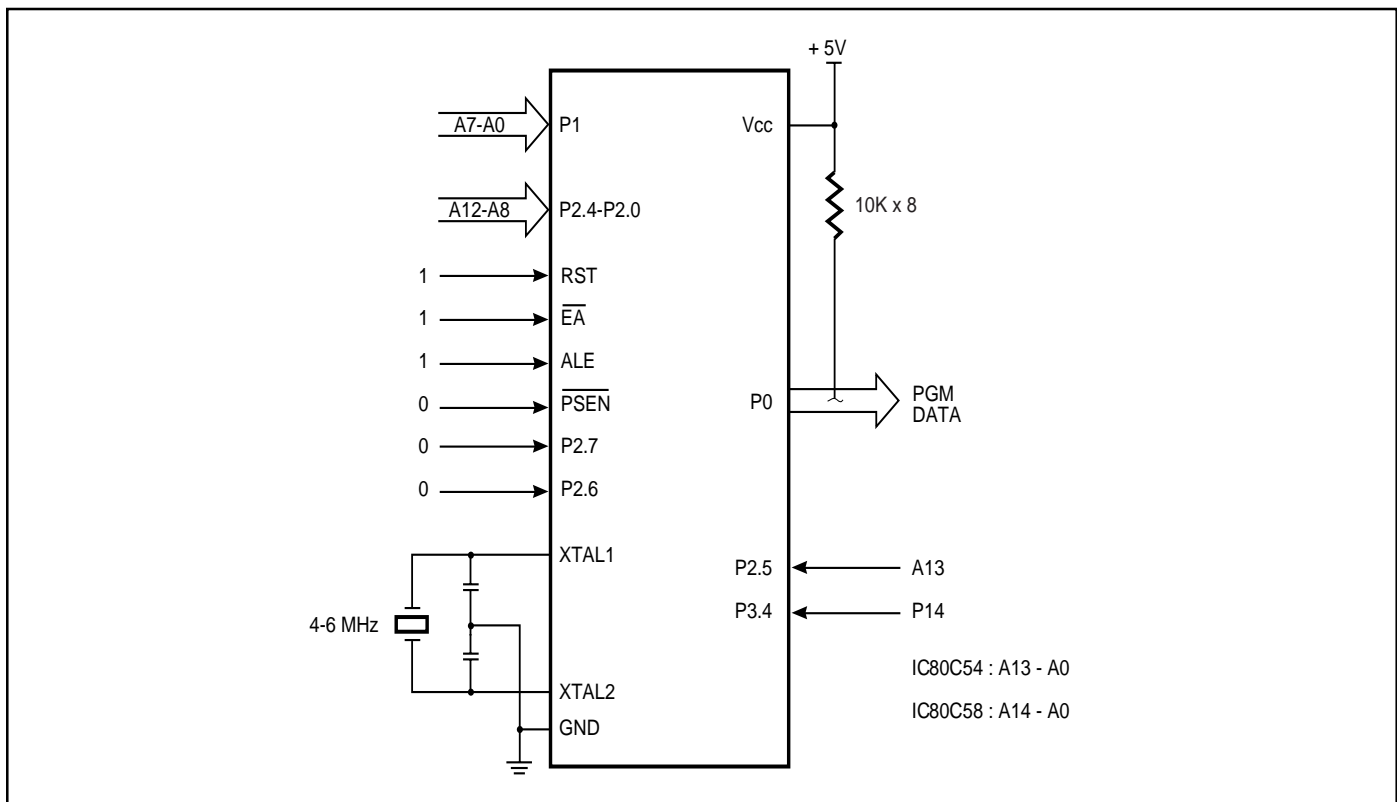 + 5V
A7-A0
P1
Vcc
A12-A8
P2.4-P2.0
10K x 8
1
RST
1
EA
1
ALE
0
PSEN
P0
PGM
DATA
0
P2.7
0
P2.6
XTAL1
P2.5
A13
4-6 MHz
P3.4
P14
IC80C54 : A13 - A0
XTAL2
IC80C58 : A14 - A0
GND